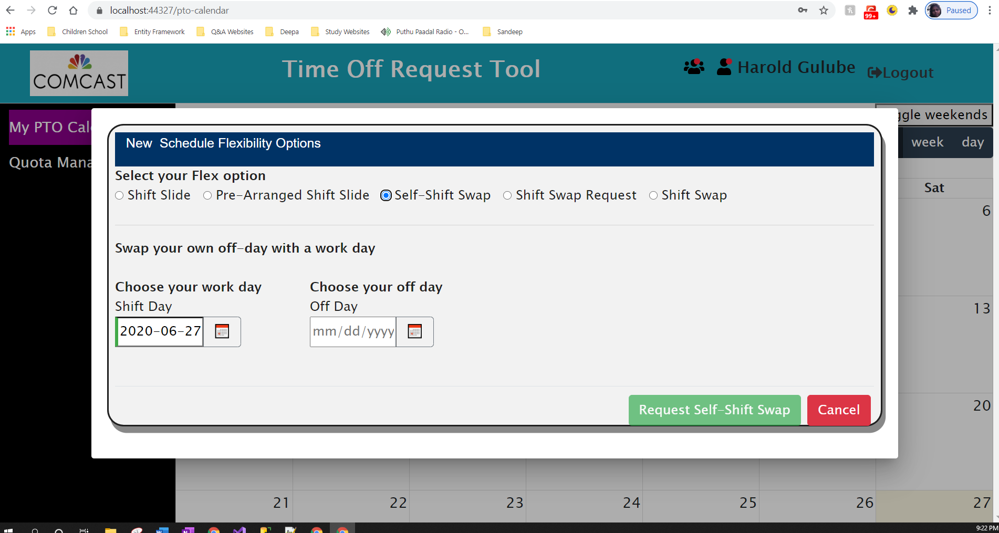 localhost:44327/pto-calendar
Paused
99+
Apps
Children School
Entity Framework
Q&A Websites
Deepa
Study Websites
Puthu Paadal Radio - O...
Sandeep
COMCAST
Time Off Request Tool
Harold Gulube
Logout
My PTO Cal
Quota Mana
ggle weekends
week day
New Schedule Flexibility Options
Select your Flex option
Shift Slide Pre-Arranged Shift Slide Self-Shift Swap Shift Swap Request Shift Swap
Sat
6
Swap your own off-day with a work day
Choose your work day Choose your off day
Shift Day Off Day
13
2020-06-27 mm/dd/yyyy
20
Request Self-Shift Swap Cancel
21 22 23 24 25 26 27
9:22 PM